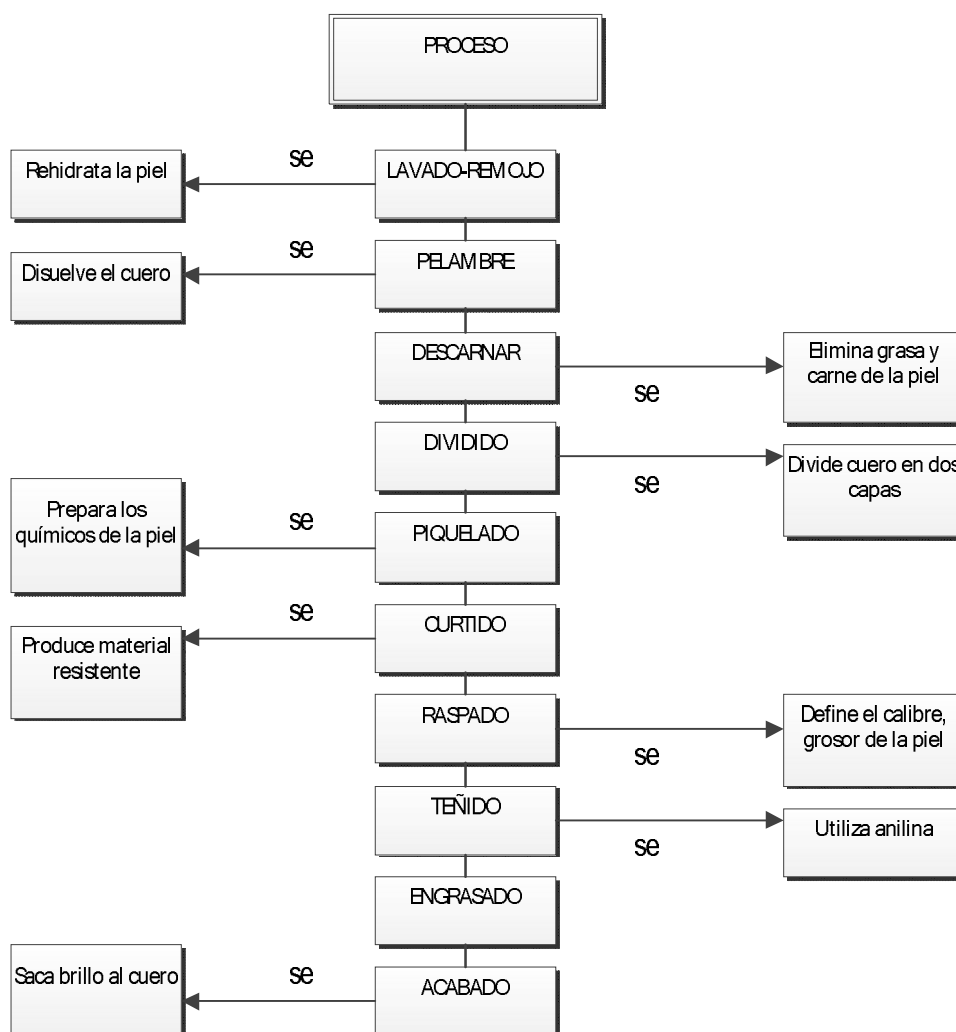 PROCESO
LAVADO-REMOJO
se
Rehidrata la piel
PELAMBRE
se
Disuelve el cuero
DESCARNAR
se
Elimina grasa y
carne de la piel
DIVIDIDO
se
Divide cuero en dos
capas
PIQUELADO
se
Prepara los
químicos de la piel
CURTIDO
se
Produce material
resistente
RASPADO
se
Define el calibre,
grosor de la piel
TEÑIDO
se
Utiliza anilina
ENGRASADO
ACABADO
se
Saca brillo al cuero